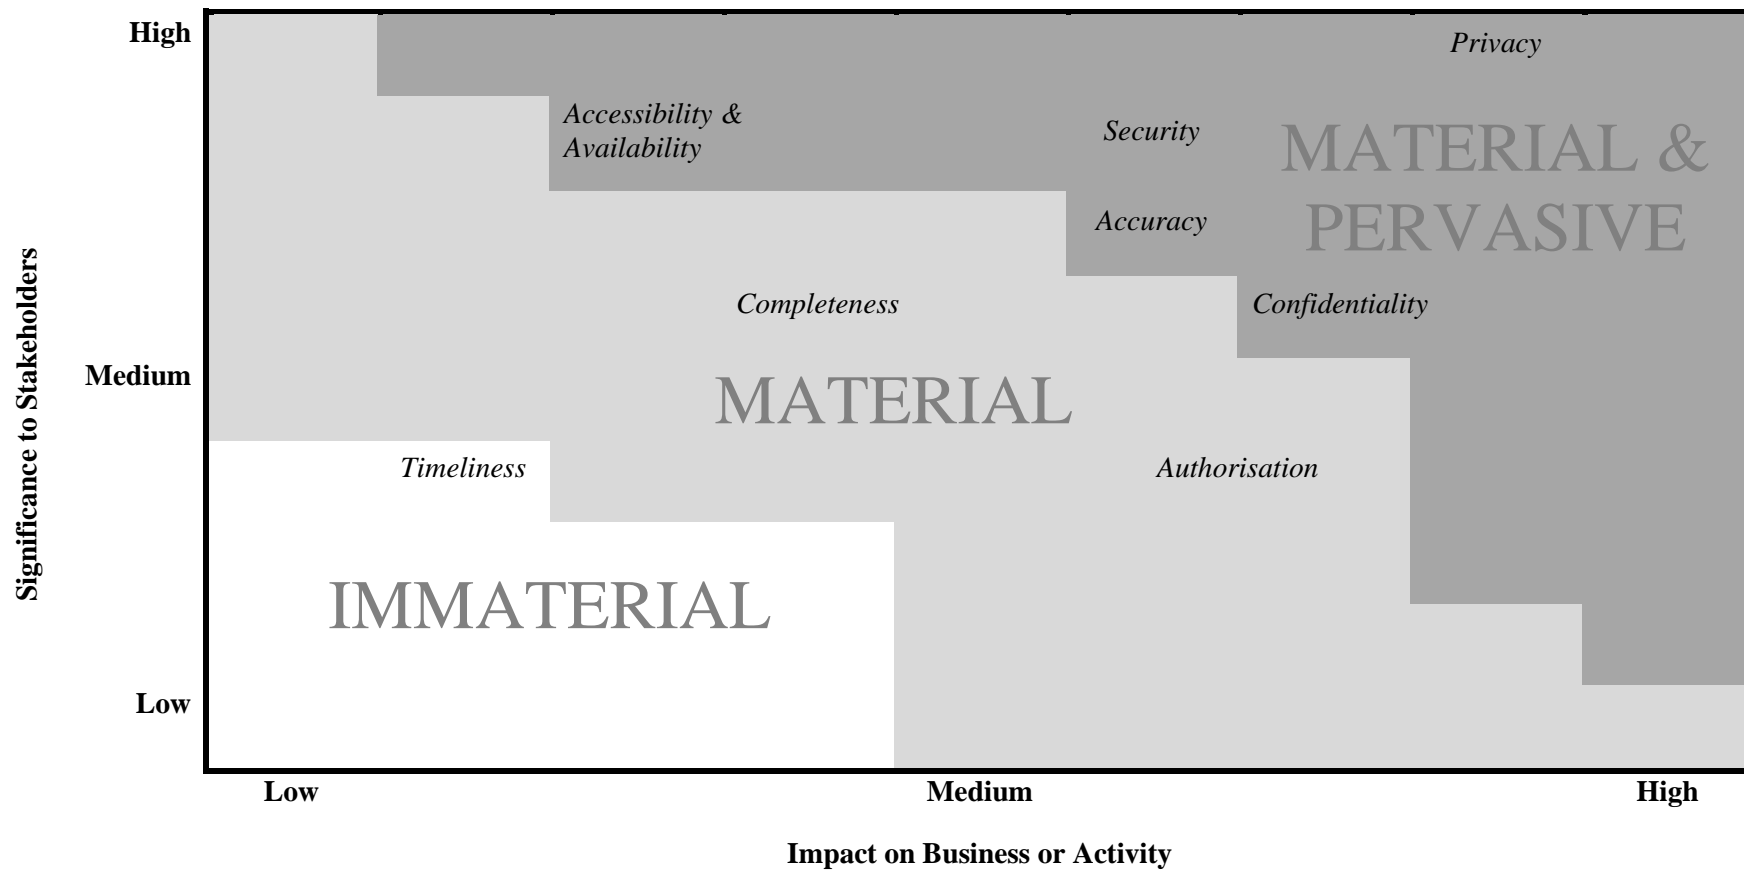 High
Privacy
Accessibility &
Availability
Security
MATERIAL &
PERVASIVE
Accuracy
Completeness
Confidentiality
Significance to Stakeholders
Medium
MATERIAL
Timeliness
Authorisation
IMMATERIAL
Low
Low
Medium
High
Impact on Business or Activity